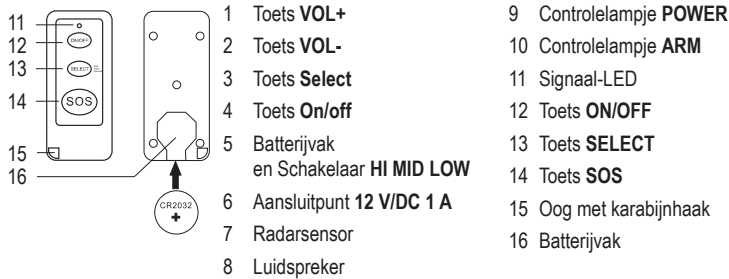 11
12
13
14
15
16
ON/OFF
SELECT
SOS
CR2032
+
1 Toets VOL+
2 Toets VOL-
3 Toets Select
4 Toets On/off
5 Batterijvak
en Schakelaar HI MID LOW
6 Aansluitpunt 12 V/DC 1 A
7 Radarsensor
8 Luidspreker
9 Controlelampje POWER
10 Controlelampje ARM
11 Signaal-LED
12 Toets ON/OFF
13 Toets SELECT
14 Toets SOS
15 Oog met karabijnhaak
16 Batterijvak